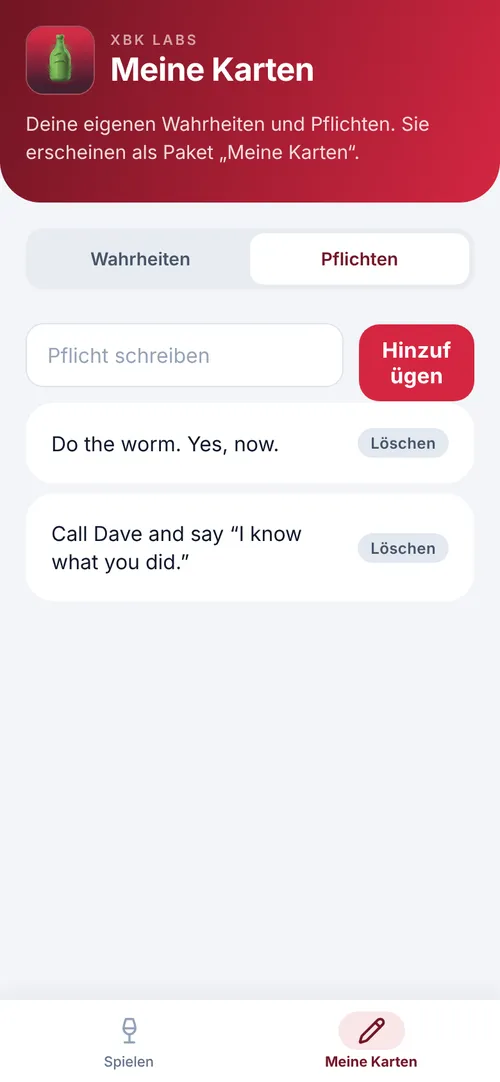 XBK LABS
Meine Karten
Deine eigenen Wahrheiten und Pflichten. Sie
erscheinen als Paket „Meine Karten“.
Wahrheiten
Pflichten
Pflicht schreiben
Hinzuf
ügen
Do the worm. Yes, now.
Löschen
Call Dave and say “I know
what you did.”
Löschen
Spielen
Meine Karten